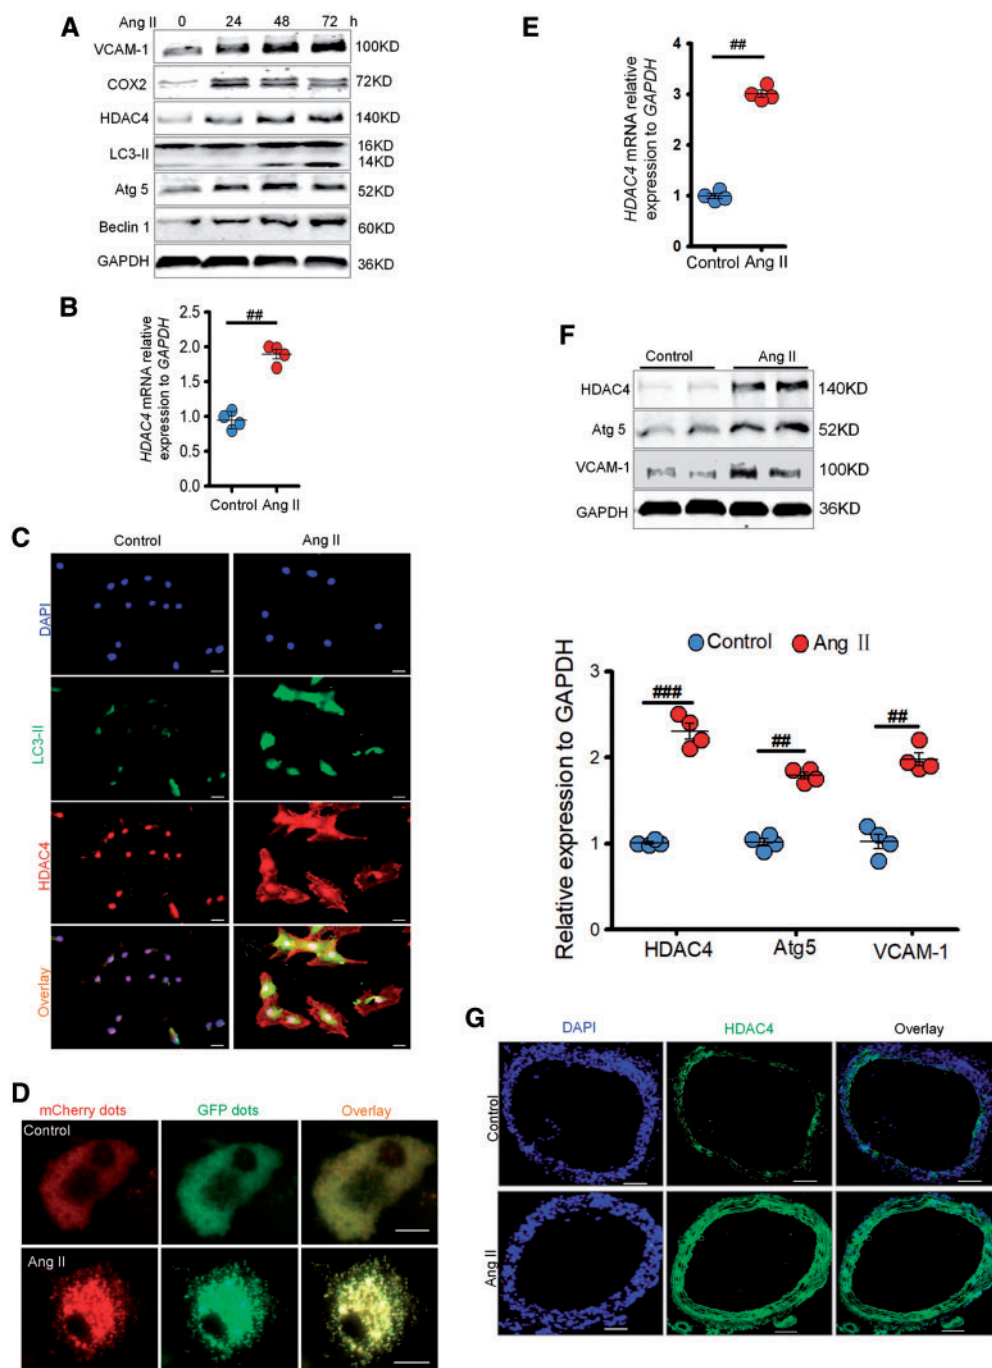 A
Ang II 0 24 48 72 h
VCAM-1 100KD
COX2 72KD
HDAC4 140KD
LC3-II 16KD
14KD
Atg 5 52KD
Beclin 1 60KD
GAPDH 36KD
B
HDAC4 mRNA relative
expression to GAPDH
2.5
2.0
1.5
1.0
0.5
0.0
##
Control Ang II
C
Control Ang II
DAPI
LC3-II
HDAC4
Overlay
D
mCherry dots GFP dots Overlay
Control
Ang II
E
HDAC4 mRNA relative
expression to GAPDH
4
3
2
1
0
##
Control Ang II
F
Control Ang II
HDAC4 140KD
Atg 5 52KD
VCAM-1 100KD
GAPDH 36KD
Control Ang II
Relative expression to GAPDH
3
2
1
0
### ## ##
HDAC4 Atg5 VCAM-1
G
DAPI HDAC4 Overlay
Control
Ang II